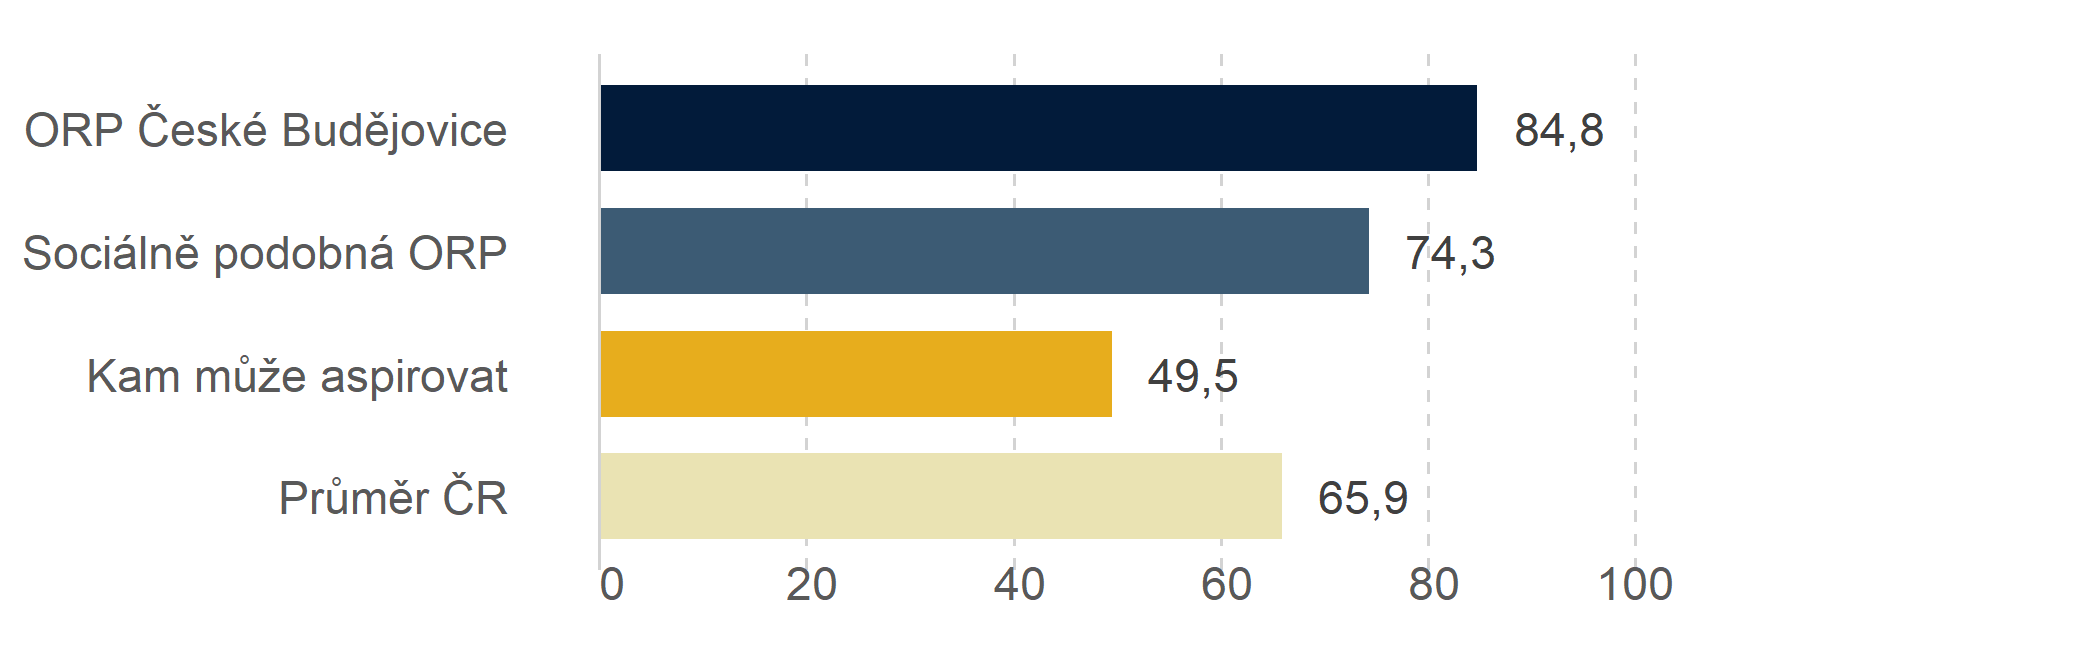 ORP České Budějovice 84,8
Sociálně podobná ORP 74,3
Kam může aspirovat 49,5
Průměr ČR 65,9
0 20 40 60 80 100